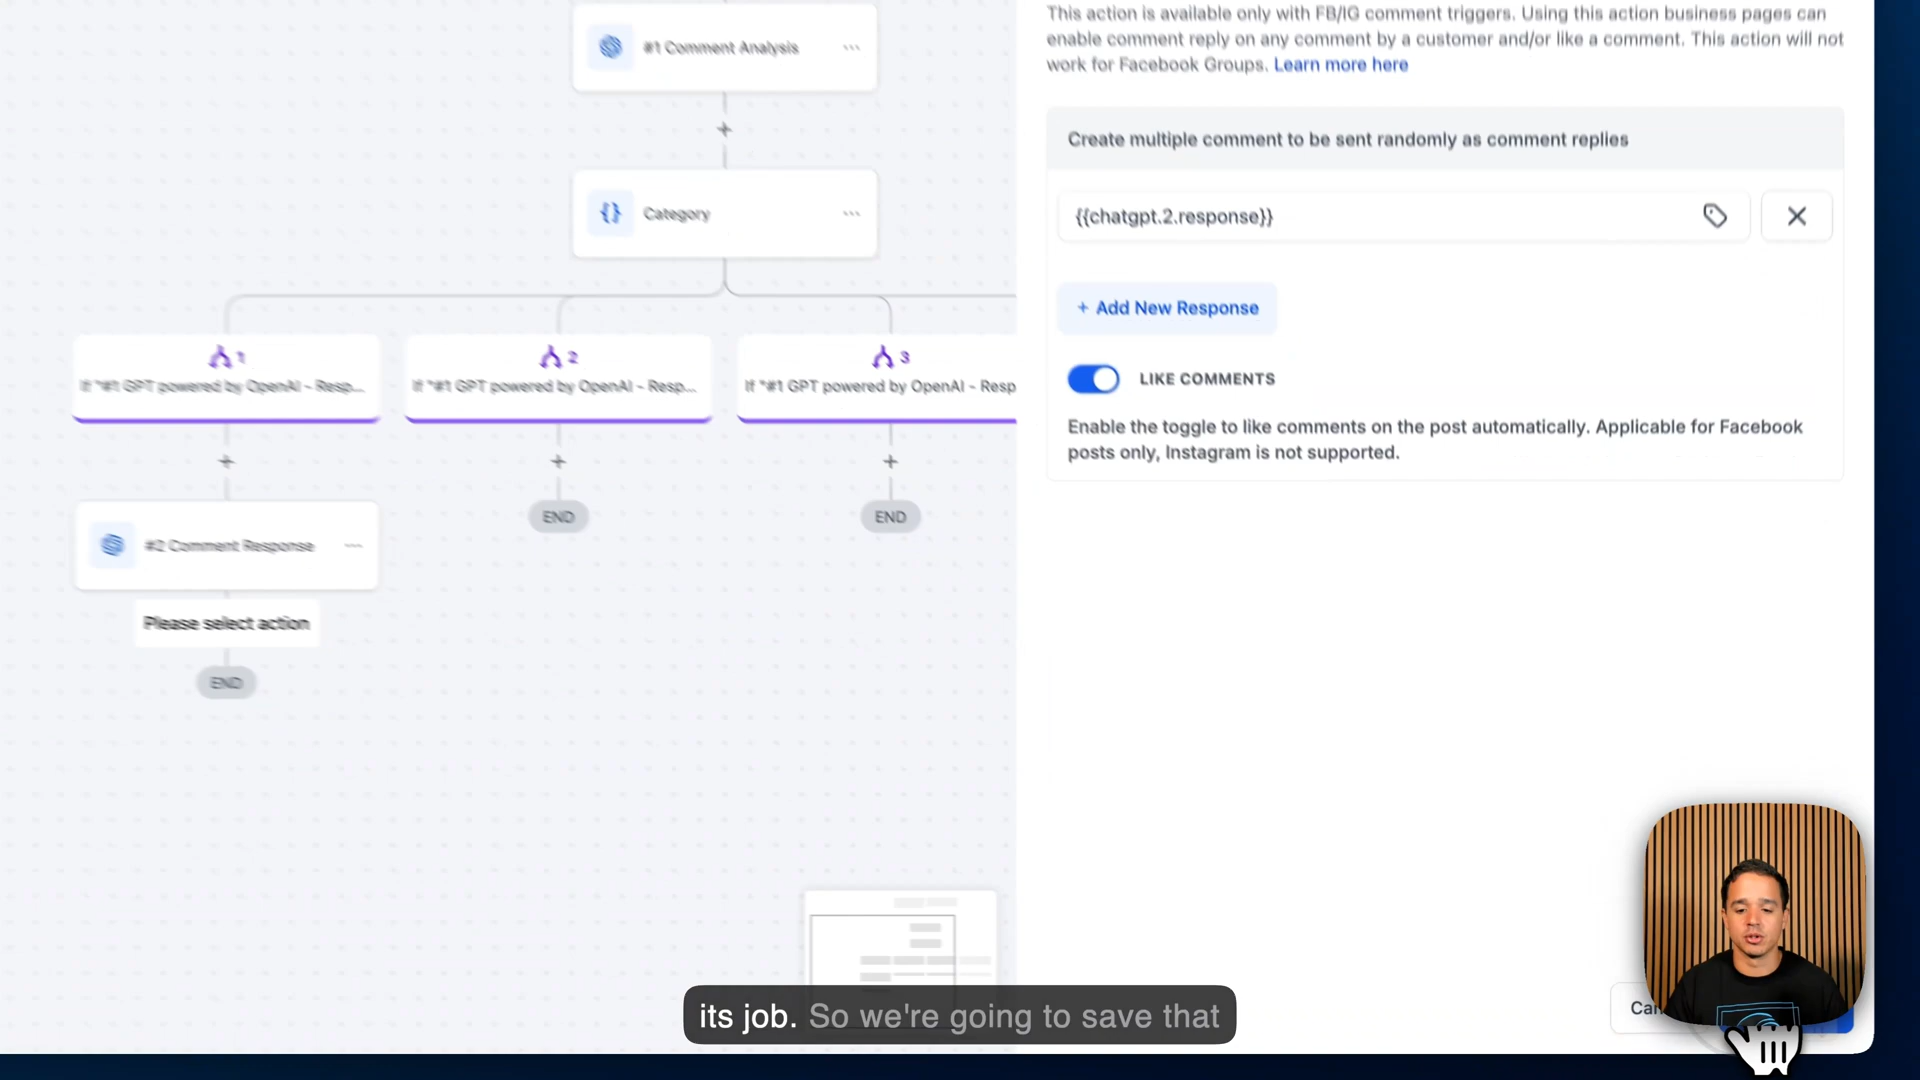 #1 Comment Analysis
Category
1
If "#1 GPT powered by OpenAI - Resp...
2
If "#1 GPT powered by OpenAI - Resp...
3
If "#1 GPT powered by OpenAI - Resp
END
END
#2 Comment Response
Please select action
END
This action is available only with FB/IG comment triggers. Using this action business pages can
enable comment reply on any comment by a customer and/or like a comment. This action will not
work for Facebook Groups. Learn more here
Create multiple comment to be sent randomly as comment replies
{{chatgpt.2.response}}
+ Add New Response
LIKE COMMENTS
Enable the toggle to like comments on the post automatically. Applicable for Facebook
posts only, Instagram is not supported.
its job. So we're going to save that